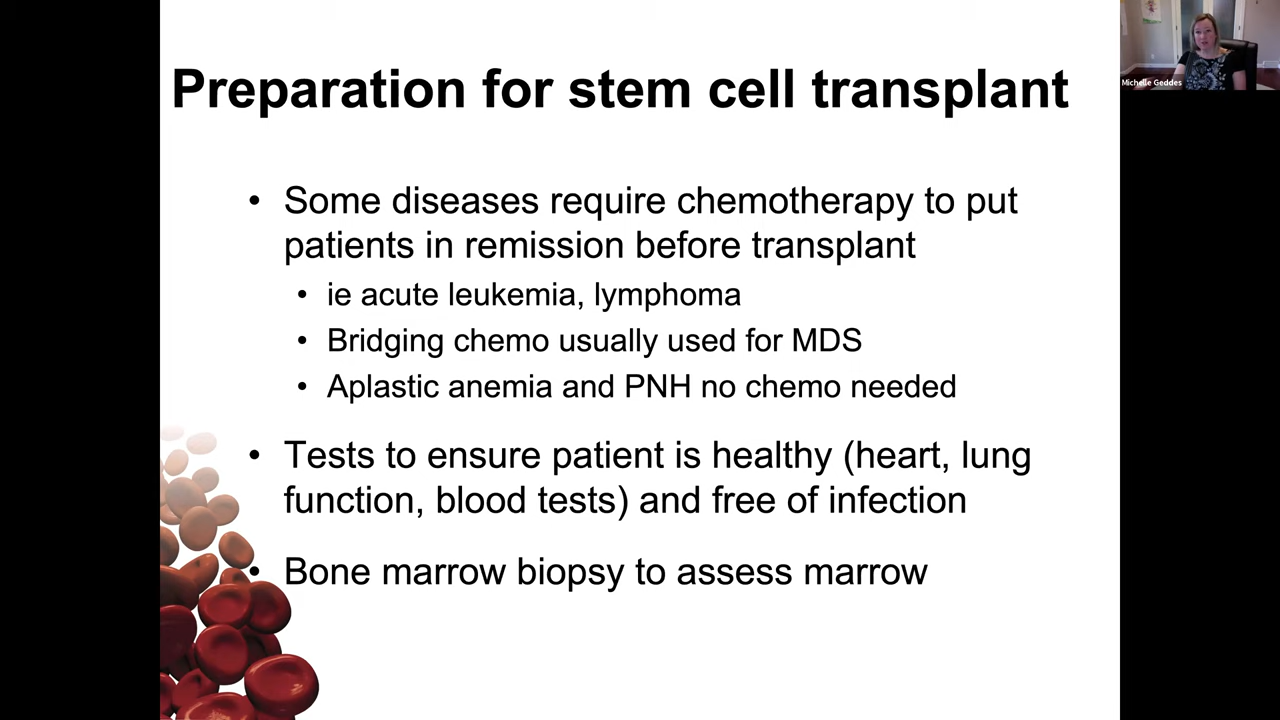 Preparation for stem cell transplant
• Some diseases require chemotherapy to put
patients in remission before transplant
• ie acute leukemia, lymphoma
• Bridging chemo usually used for MDS
• Aplastic anemia and PNH no chemo needed
• Tests to ensure patient is healthy (heart, lung
function, blood tests) and free of infection
• Bone marrow biopsy to assess marrow
Michelle Geddes